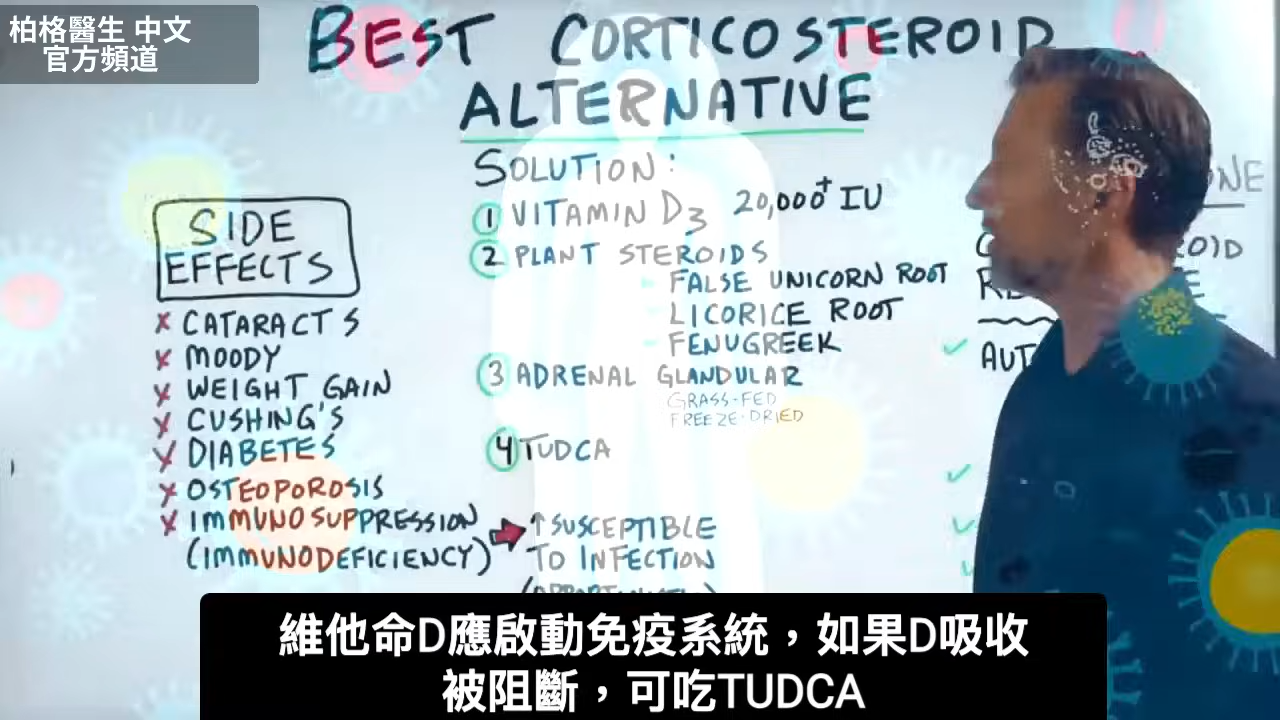 柏格醫生 中文
官方頻道
BEST CORTICOSTEROID
ALTERNATIVE
SOLUTION:
1 VITAMIN D3 20,000+ IU
2 PLANT STEROIDS
- FALSE UNICORN ROOT
- LICORICE ROOT
- FENUGREEK
3 ADRENAL GLANDULAR
GRASS-FED
FREEZE-DRIED
4 TUDCA
SIDE
EFFECTS
x CATARACTS
x MOODY
x WEIGHT GAIN
x CUSHING'S
x DIABETES
x OSTEOPOROSIS
x IMMUNOSUPPRESSION
(IMMUNODEFICIENCY)
↑ SUSCEPTIBLE
TO INFECTION
✓ AUT
維他命D應啟動免疫系統，如果D吸收
被阻斷，可吃TUDCA